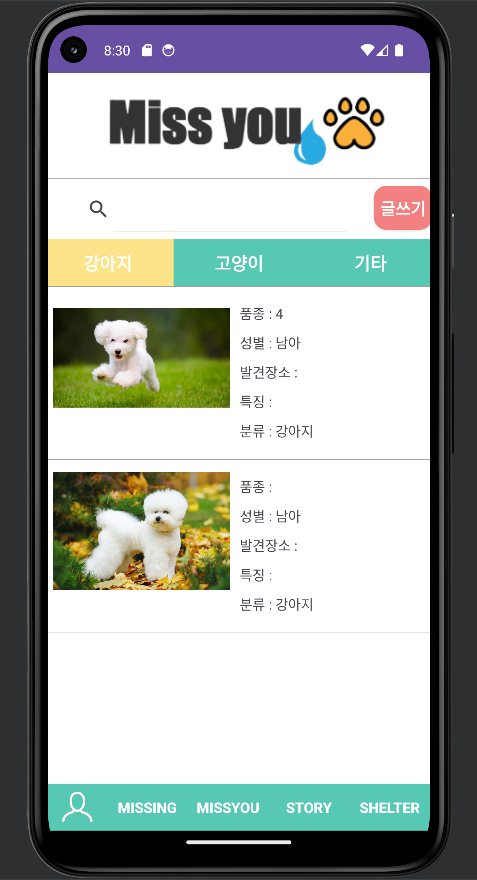 8:30
Miss you
글쓰기
강아지 고양이 기타
품종 : 4
성별 : 남아
발견장소 :
특징 :
분류 : 강아지
품종 :
성별 : 남아
발견장소 :
특징 :
분류 : 강아지
MISSING MISSYOU STORY SHELTER